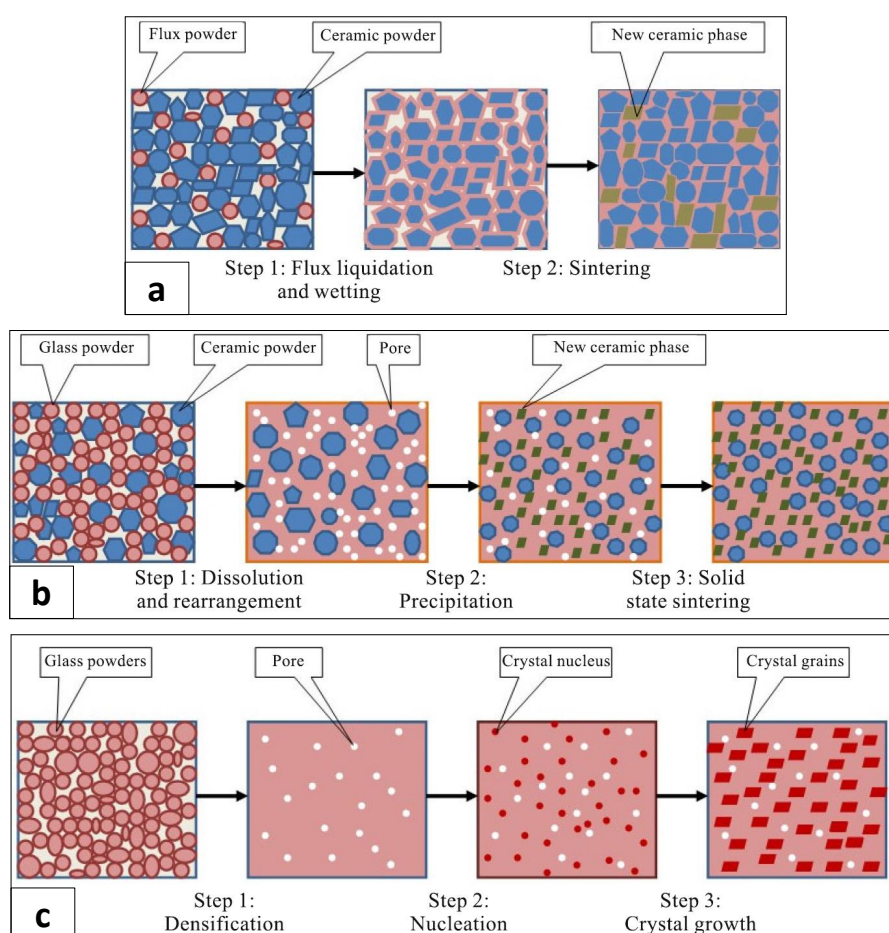 Flux powder
Ceramic powder
New ceramic phase
Step 1: Flux liquidation
and wetting
Step 2: Sintering
a
Glass powder
Ceramic powder
Pore
New ceramic phase
Step 1: Dissolution
and rearrangement
Step 2:
Precipitation
Step 3: Solid
state sintering
b
Glass powders
Pore
Crystal nucleus
Crystal grains
Step 1:
Densification
Step 2:
Nucleation
Step 3:
Crystal growth
c